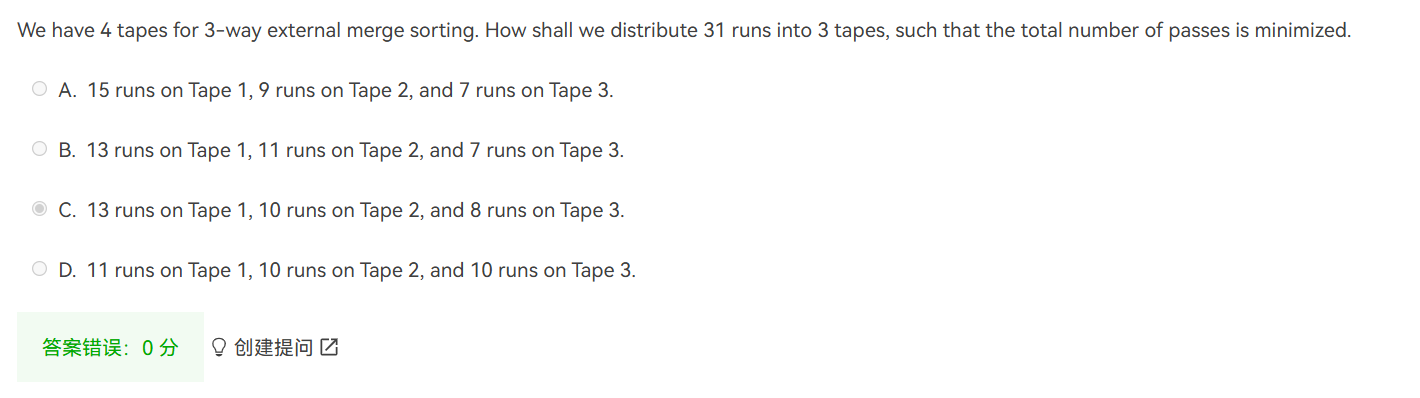 We have 4 tapes for 3-way external merge sorting. How shall we distribute 31 runs into 3 tapes, such that the total number of passes is minimized.
A. 15 runs on Tape 1, 9 runs on Tape 2, and 7 runs on Tape 3.
B. 13 runs on Tape 1, 11 runs on Tape 2, and 7 runs on Tape 3.
C. 13 runs on Tape 1, 10 runs on Tape 2, and 8 runs on Tape 3.
D. 11 runs on Tape 1, 10 runs on Tape 2, and 10 runs on Tape 3.
答案错误：0 分 创建提问